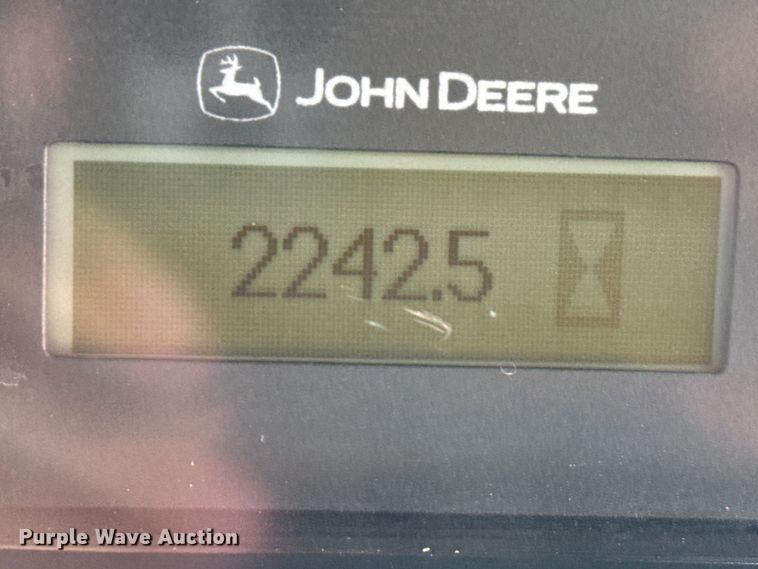 JOHN DEERE
2242.5
Purple Wave Auction